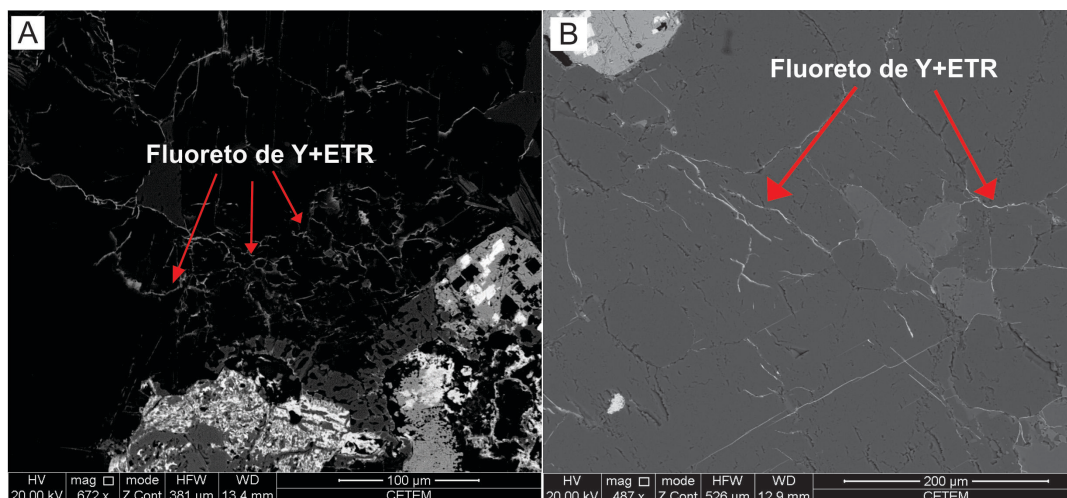 A
Fluoreto de Y+ETR
HV mag □ mode HFW WD 100 µm
20.00 kV 672 x Z Cont 381 µm 13.4 mm CETEM
B
Fluoreto de Y+ETR
HV mag □ mode HFW WD 200 µm
20.00 kV 487 x Z Cont 526 µm 12.9 mm CETEM